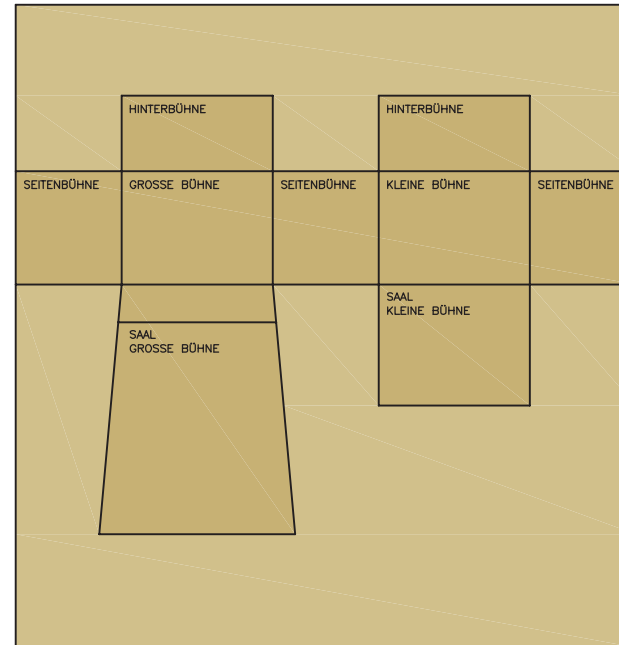 HINTERBÜHNE
HINTERBÜHNE
SEITENBÜHNE
GROSSE BÜHNE
SEITENBÜHNE
KLEINE BÜHNE
SEITENBÜHNE
SAAL
KLEINE BÜHNE
SAAL
GROSSE BÜHNE